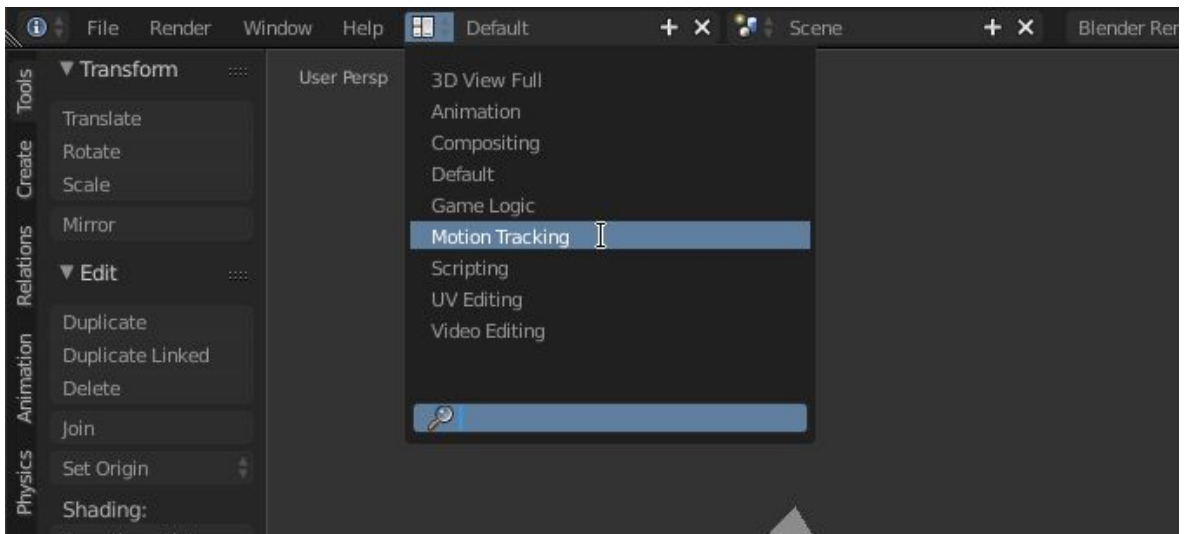 File Render Window Help Default Scene Blender Ren
Tools
Create
Relations
Animation
Physics
Transform
Translate
Rotate
Scale
Mirror
Edit
Duplicate
Duplicate Linked
Delete
Join
Set Origin
Shading:
User Persp
3D View Full
Animation
Compositing
Default
Game Logic
Motion Tracking
Scripting
UV Editing
Video Editing